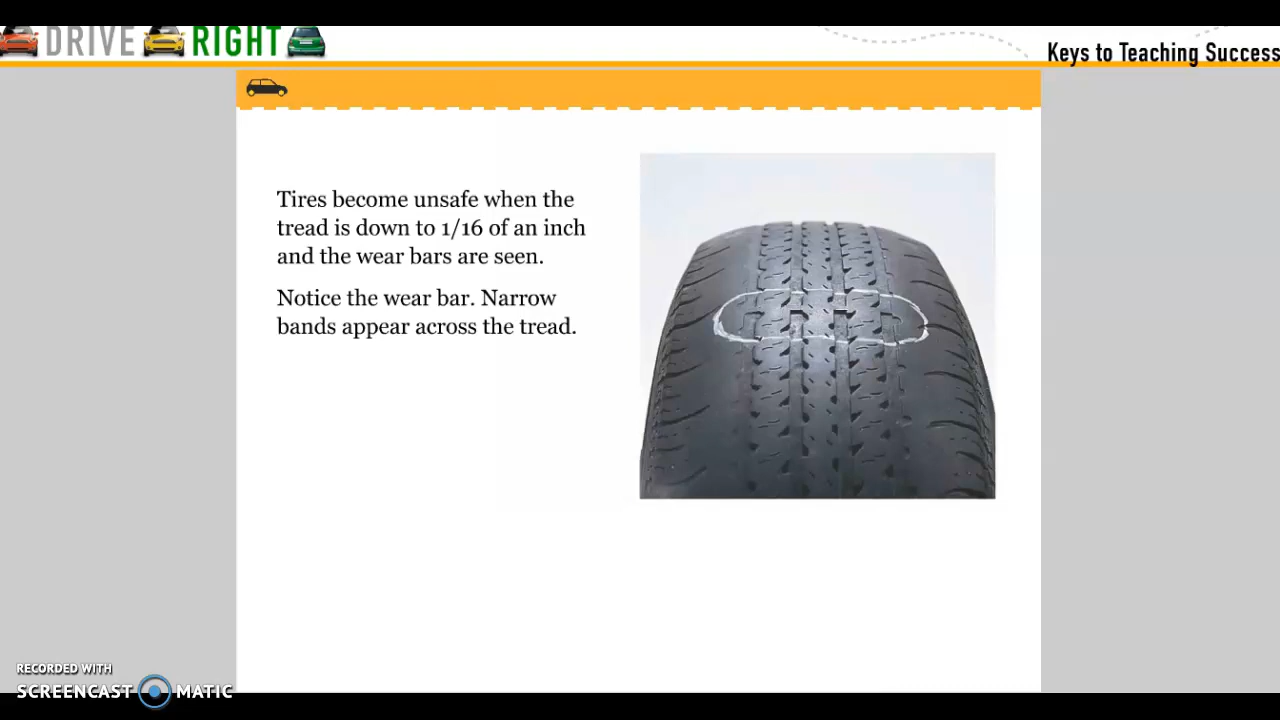 DRIVE RIGHT
Keys to Teaching Success
Tires become unsafe when the
tread is down to 1/16 of an inch
and the wear bars are seen.
Notice the wear bar. Narrow
bands appear across the tread.
RECORDED WITH
SCREENCAST MATIC